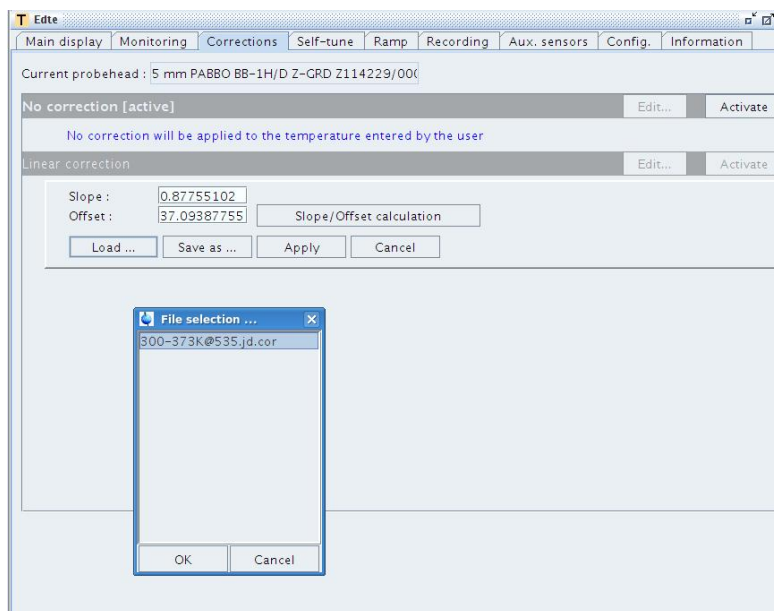 Edte
Main display Monitoring Corrections Self-tune Ramp Recording Aux. sensors Config. Information
Current probehead : 5 mm PABBO BB-1H/D Z-GRD Z114229/00(
No correction [active] Edit... Activate
No correction will be applied to the temperature entered by the user
Linear correction Edit... Activate
Slope : 0.87755102
Offset : 37.09387755 Slope/Offset calculation
Load ... Save as ... Apply Cancel
File selection ...
300-373K@535.jd.cor
OK Cancel